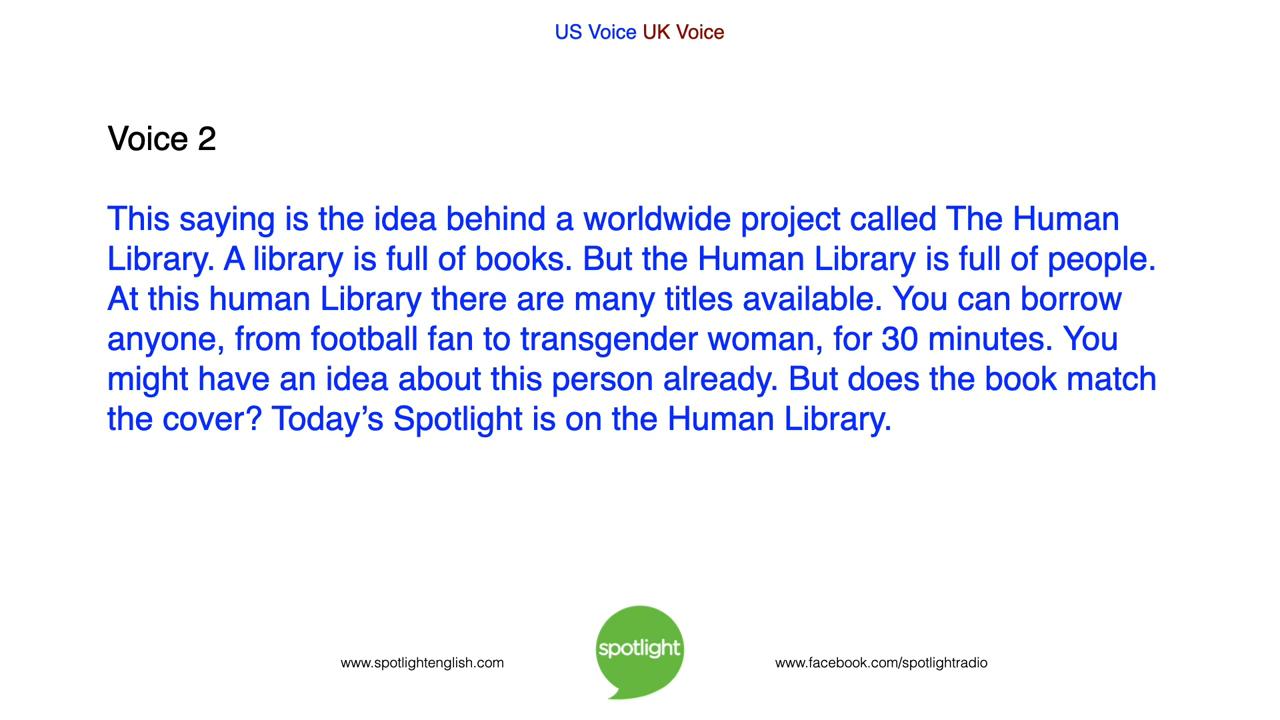 US Voice UK Voice
Voice 2
This saying is the idea behind a worldwide project called The Human
Library. A library is full of books. But the Human Library is full of people.
At this human Library there are many titles available. You can borrow
anyone, from football fan to transgender woman, for 30 minutes. You
might have an idea about this person already. But does the book match
the cover? Today’s Spotlight is on the Human Library.
www.spotlightenglish.com
spotlight
www.facebook.com/spotlightradio